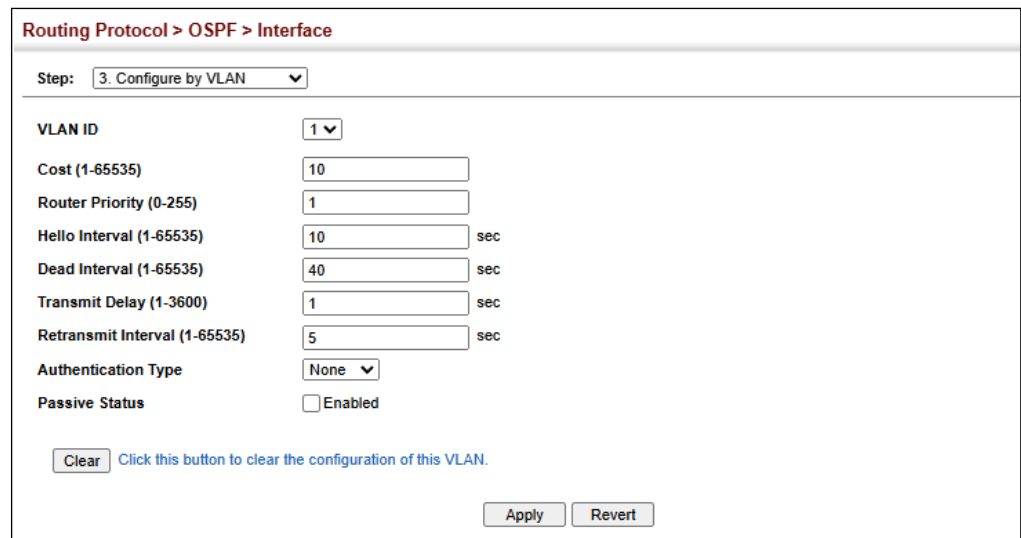 Routing Protocol > OSPF > Interface
Step: 3. Configure by VLAN
VLAN ID 1
Cost (1-65535) 10
Router Priority (0-255) 1
Hello Interval (1-65535) 10 sec
Dead Interval (1-65535) 40 sec
Transmit Delay (1-3600) 1 sec
Retransmit Interval (1-65535) 5 sec
Authentication Type None
Passive Status Enabled
Clear Click this button to clear the configuration of this VLAN.
Apply Revert